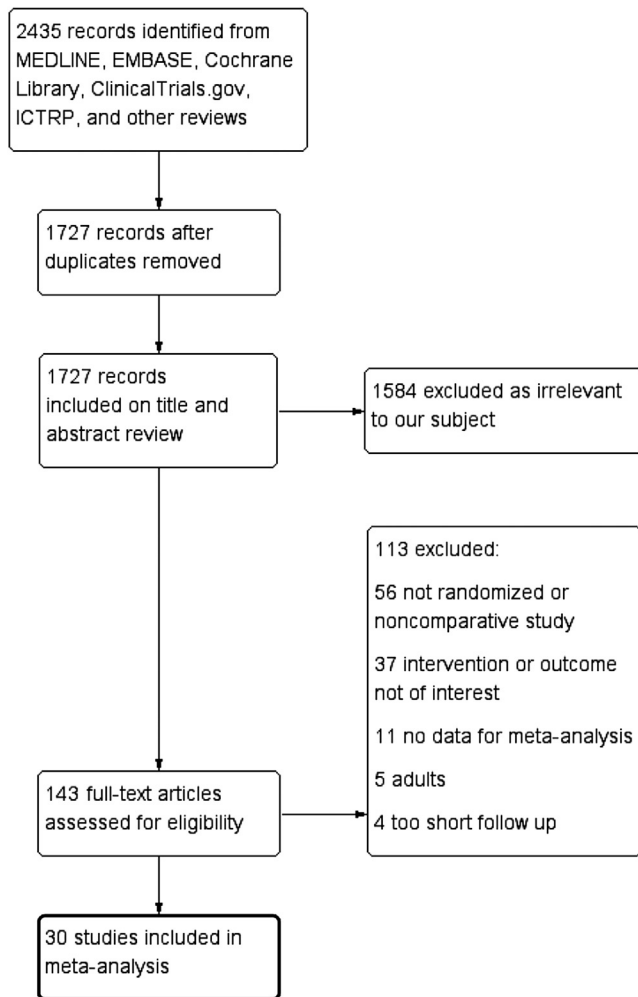 2435 records identified from
MEDLINE, EMBASE, Cochrane
Library, ClinicalTrials.gov,
ICTRP, and other reviews
1727 records after
duplicates removed
1727 records
included on title and
abstract review
1584 excluded as irrelevant
to our subject
113 excluded:
56 not randomized or
noncomparative study
37 intervention or outcome
not of interest
11 no data for meta-analysis
5 adults
4 too short follow up
143 full-text articles
assessed for eligibility
30 studies included in
meta-analysis